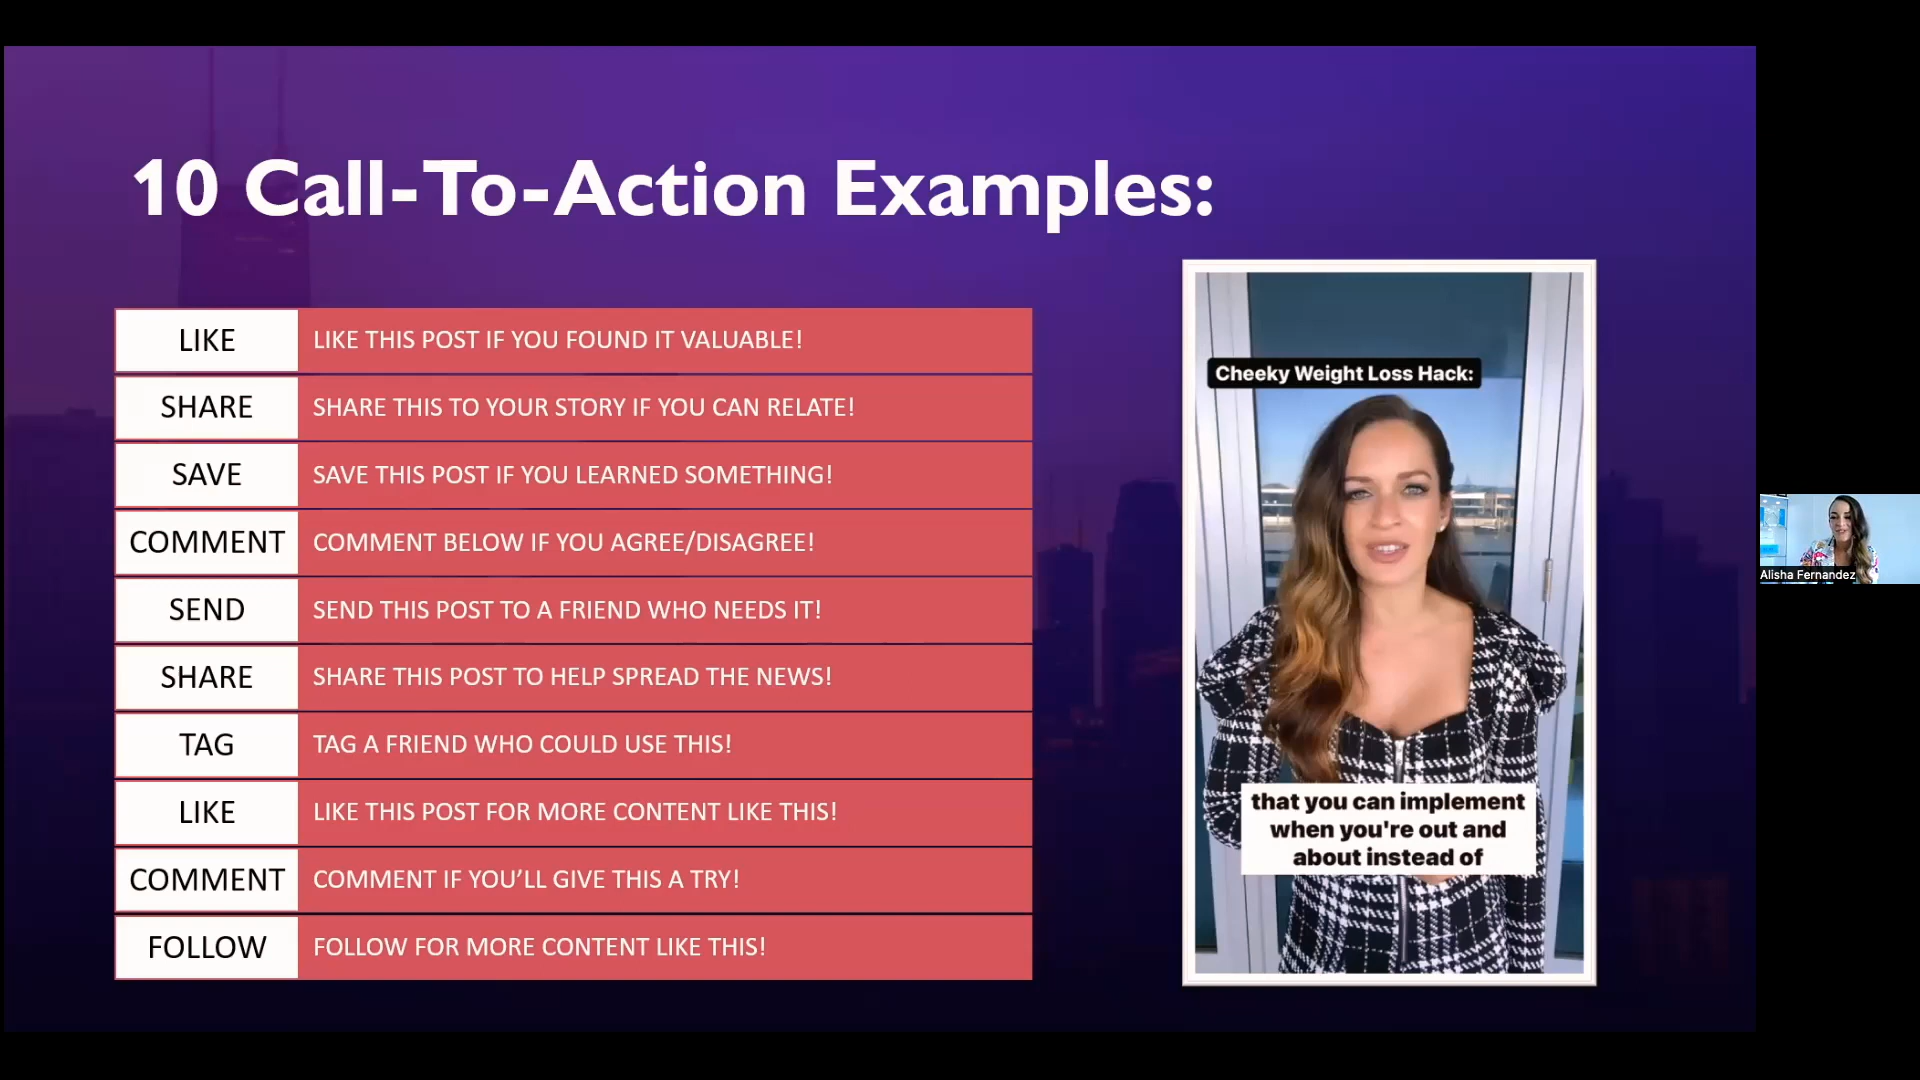 10 Call-To-Action Examples:
LIKE LIKE THIS POST IF YOU FOUND IT VALUABLE!
SHARE SHARE THIS TO YOUR STORY IF YOU CAN RELATE!
SAVE SAVE THIS POST IF YOU LEARNED SOMETHING!
COMMENT COMMENT BELOW IF YOU AGREE/DISAGREE!
SEND SEND THIS POST TO A FRIEND WHO NEEDS IT!
SHARE SHARE THIS POST TO HELP SPREAD THE NEWS!
TAG TAG A FRIEND WHO COULD USE THIS!
LIKE LIKE THIS POST FOR MORE CONTENT LIKE THIS!
COMMENT COMMENT IF YOU’LL GIVE THIS A TRY!
FOLLOW FOLLOW FOR MORE CONTENT LIKE THIS!
Cheeky Weight Loss Hack:
that you can implement
when you're out and
about instead of
Alisha Fernandez